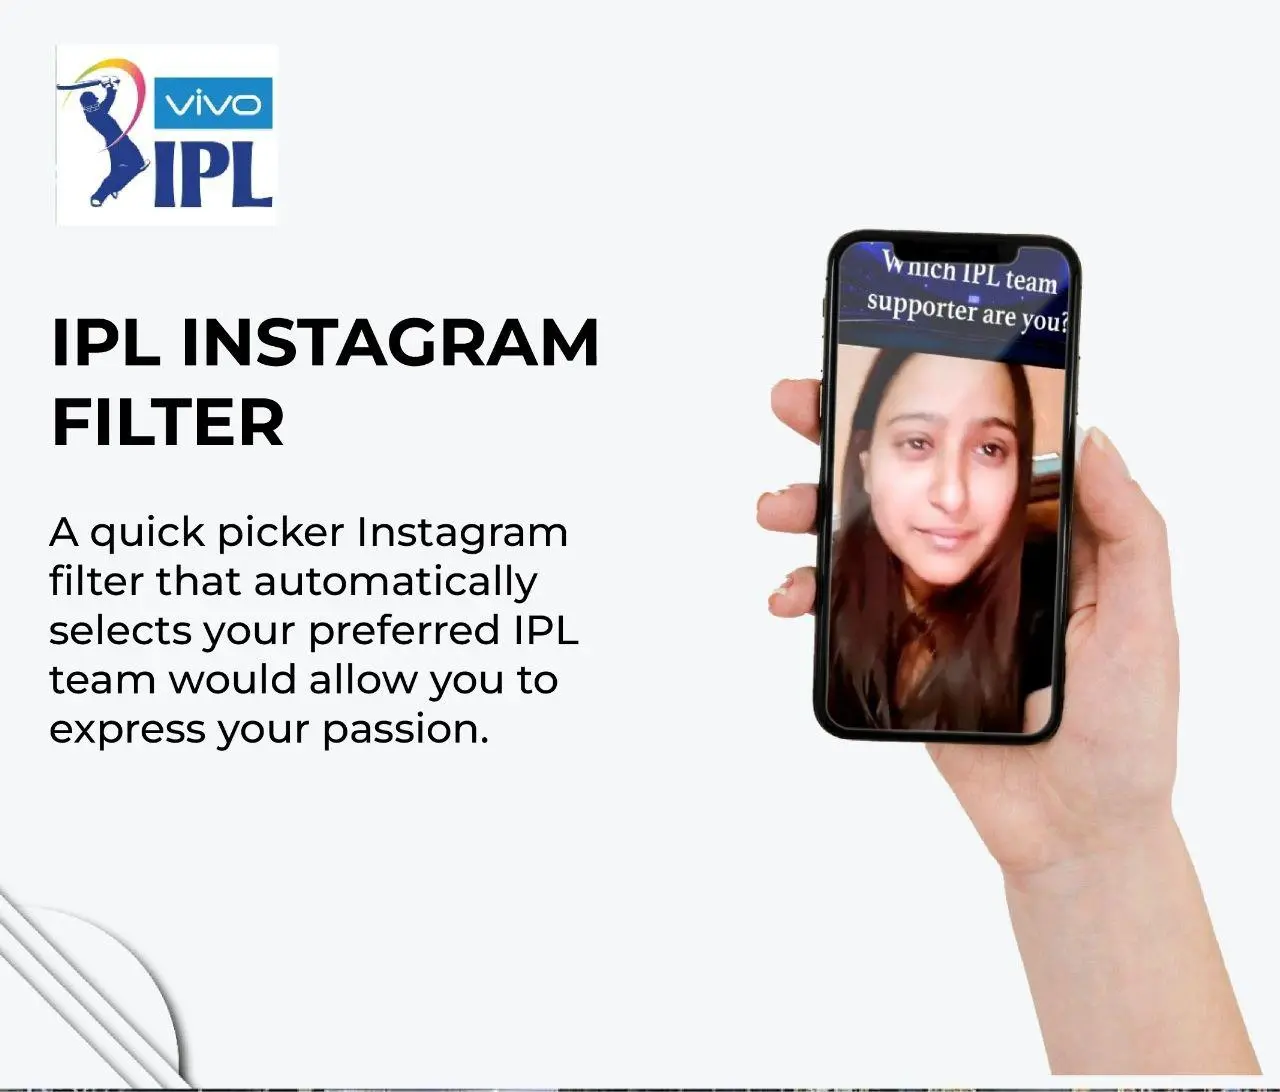 vivo
IPL
IPL INSTAGRAM
FILTER
A quick picker Instagram
filter that automatically
selects your preferred IPL
team would allow you to
express your passion.
Which IPL team
supporter are you?